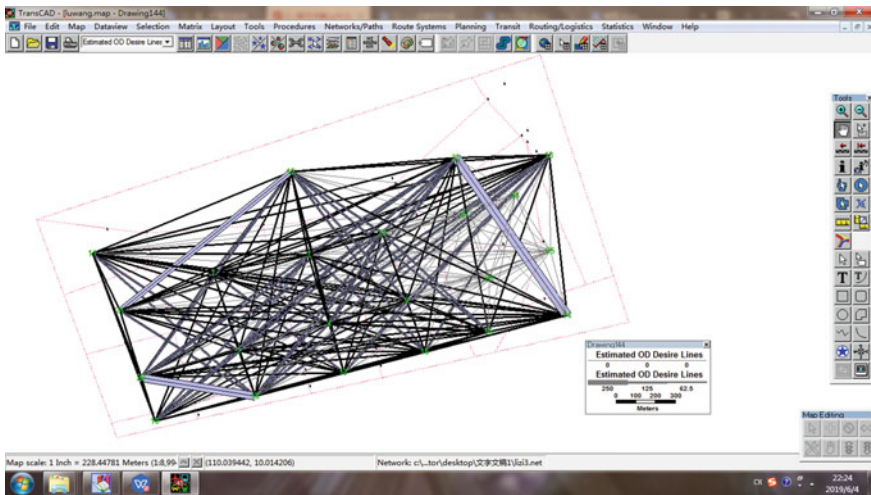 TransCAD - [luwang.map - Drawing144]
File Edit Map Dataview Selection Matrix Layout Tools Procedures Networks/Paths Route Systems Planning Transit Routing/Logistics Statistics Window Help
Estimated OD Desire Lines
Tools
Drawing144
Estimated OD Desire Lines
0 0 0
Estimated OD Desire Lines
250 125 62.5
0 100 200 300
Meters
Map Editing
Map scale: 1 Inch = 228.44781 Meters (1:8,99 (110.039442, 10.014206) Network: c:\...tor\desktop\文字文稿1\lizi3.net
22:24
2019/6/4